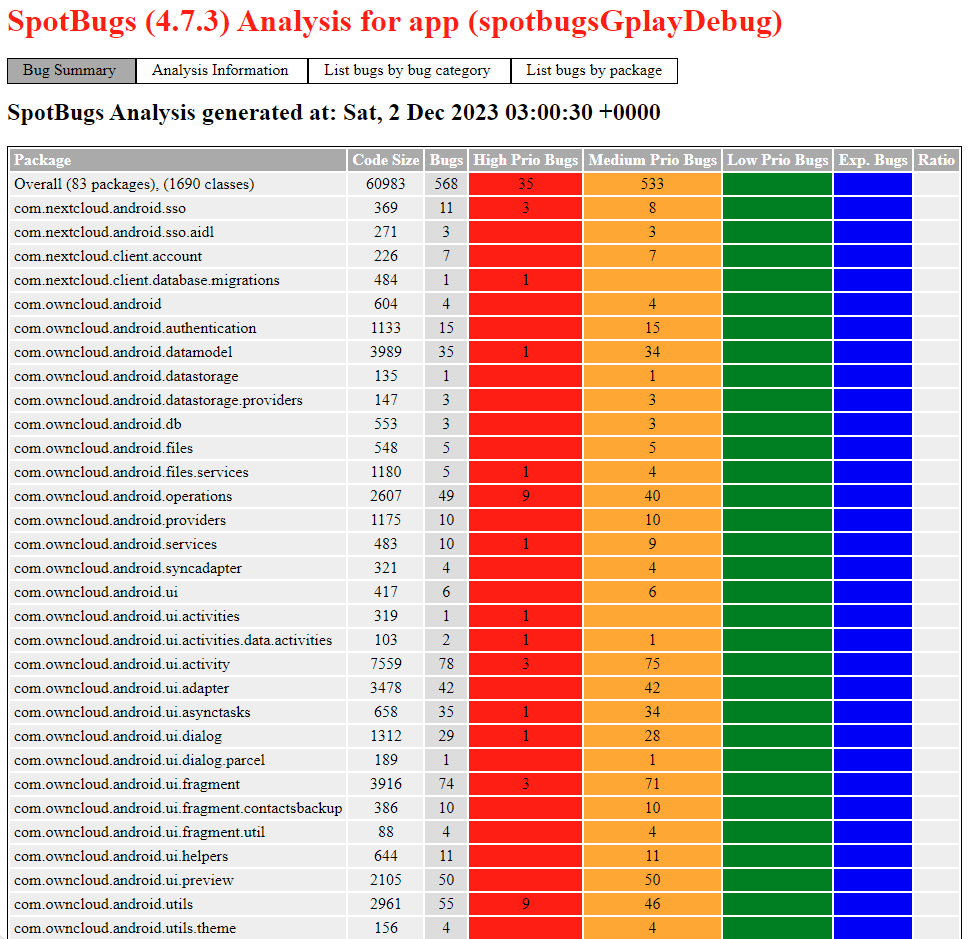 SpotBugs (4.7.3) Analysis for app (spotbugsGplayDebug)
Bug Summary Analysis Information List bugs by bug category List bugs by package
SpotBugs Analysis generated at: Sat, 2 Dec 2023 03:00:30 +0000
Package Code Size Bugs High Prio Bugs Medium Prio Bugs Low Prio Bugs Exp. Bugs Ratio
Overall (83 packages), (1690 classes) 60983 568 35 533
com.nextcloud.android.sso 369 11 3 8
com.nextcloud.android.sso.aidl 271 3 3
com.nextcloud.client.account 226 7 7
com.nextcloud.client.database.migrations 484 1 1
com.owncloud.android 604 4 4
com.owncloud.android.authentication 1133 15 15
com.owncloud.android.datamodel 3989 35 1 34
com.owncloud.android.datastorage 135 1 1
com.owncloud.android.datastorage.providers 147 3 3
com.owncloud.android.db 553 3 3
com.owncloud.android.files 548 5 5
com.owncloud.android.files.services 1180 5 1 4
com.owncloud.android.operations 2607 49 9 40
com.owncloud.android.providers 1175 10 10
com.owncloud.android.services 483 10 1 9
com.owncloud.android.syncadapter 321 4 4
com.owncloud.android.ui 417 6 6
com.owncloud.android.ui.activities 319 1 1
com.owncloud.android.ui.activities.data.activities 103 2 1 1
com.owncloud.android.ui.activity 7559 78 3 75
com.owncloud.android.ui.adapter 3478 42 42
com.owncloud.android.ui.asynctasks 658 35 1 34
com.owncloud.android.ui.dialog 1312 29 1 28
com.owncloud.android.ui.dialog.parcel 189 1 1
com.owncloud.android.ui.fragment 3916 74 3 71
com.owncloud.android.ui.fragment.contactsbackup 386 10 10
com.owncloud.android.ui.fragment.util 88 4 4
com.owncloud.android.ui.helpers 644 11 11
com.owncloud.android.ui.preview 2105 50 50
com.owncloud.android.utils 2961 55 9 46
com.owncloud.android.utils.theme 156 4 4